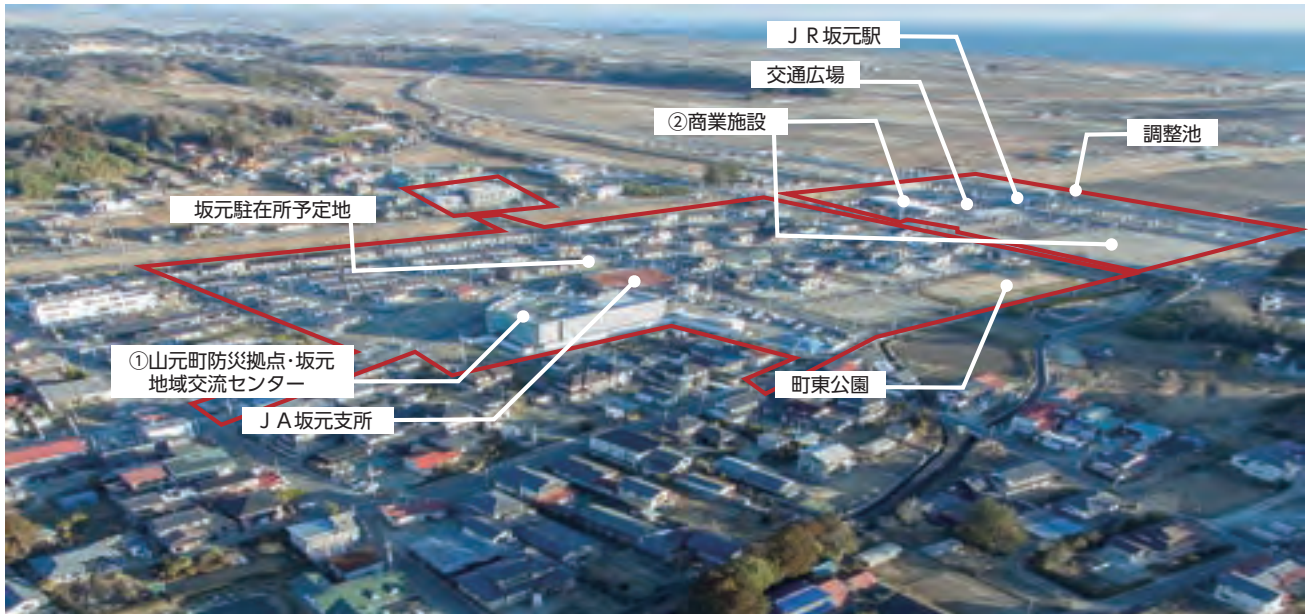 ＪＲ坂元駅
交通広場
②商業施設
調整池
坂元駐在所予定地
①山元町防災拠点・坂元
地域交流センター
ＪＡ坂元支所
町東公園